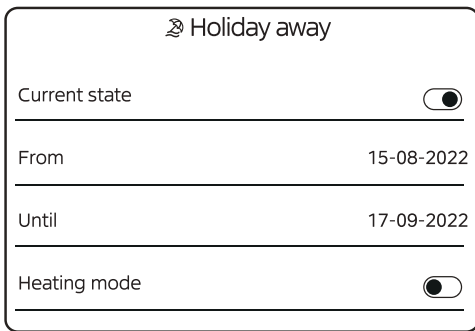 Holiday away
Current state
From 15-08-2022
Until 17-09-2022
Heating mode